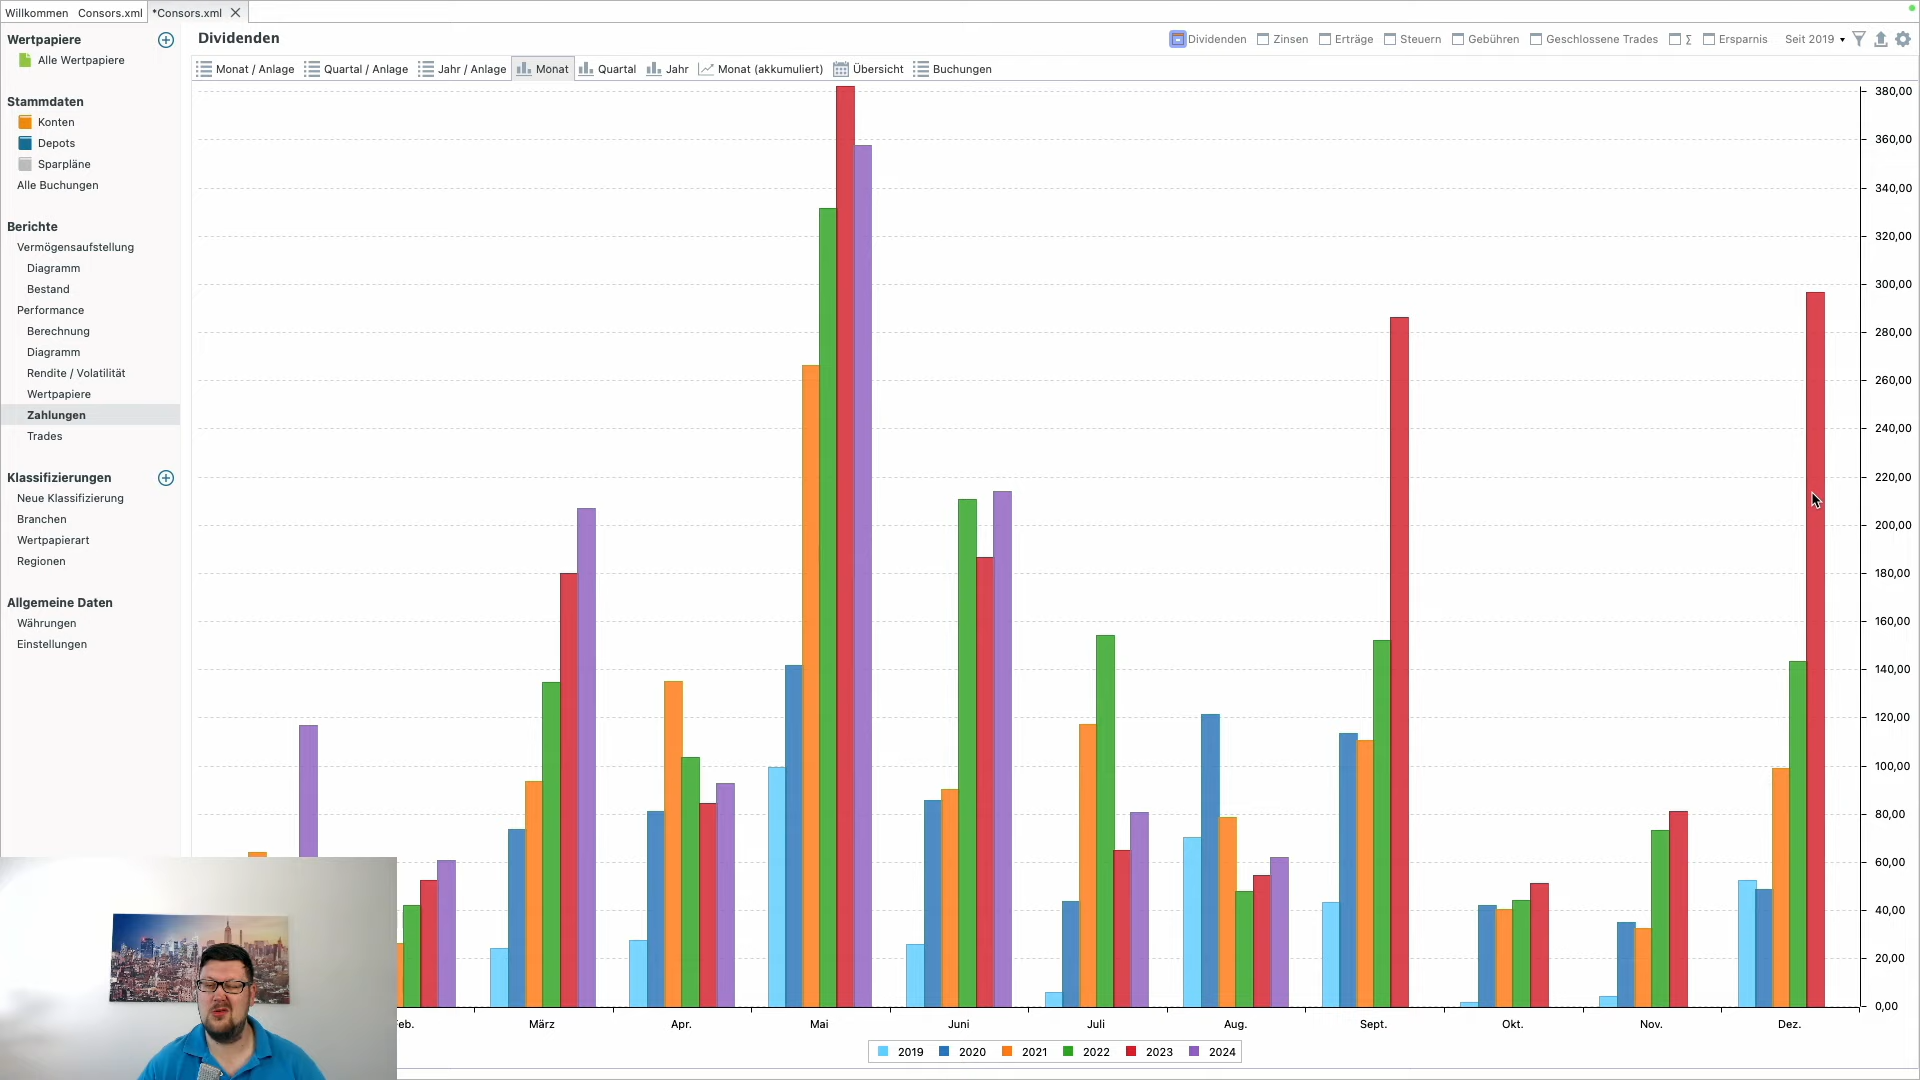 Willkommen Consors.xml *Consors.xml
Wertpapiere
Alle Wertpapiere
Stammdaten
Konten
Depots
Sparpläne
Alle Buchungen
Berichte
Vermögensaufstellung
Diagramm
Bestand
Performance
Berechnung
Diagramm
Rendite / Volatilität
Wertpapiere
Zahlungen
Trades
Klassifizierungen
Neue Klassifizierung
Branchen
Wertpapierart
Regionen
Allgemeine Daten
Währungen
Einstellungen
Dividenden
Dividenden Zinsen Erträge Steuern Gebühren Geschlossene Trades Σ Ersparnis Seit 2019
Monat / Anlage Quartal / Anlage Jahr / Anlage Monat Quartal Jahr Monat (akkumuliert) Übersicht Buchungen
380,00
360,00
340,00
320,00
300,00
280,00
260,00
240,00
220,00
200,00
180,00
160,00
140,00
120,00
100,00
80,00
60,00
40,00
20,00
0,00
eb. März Apr. Mai Juni Juli Aug. Sept. Okt. Nov. Dez.
2019 2020 2021 2022 2023 2024